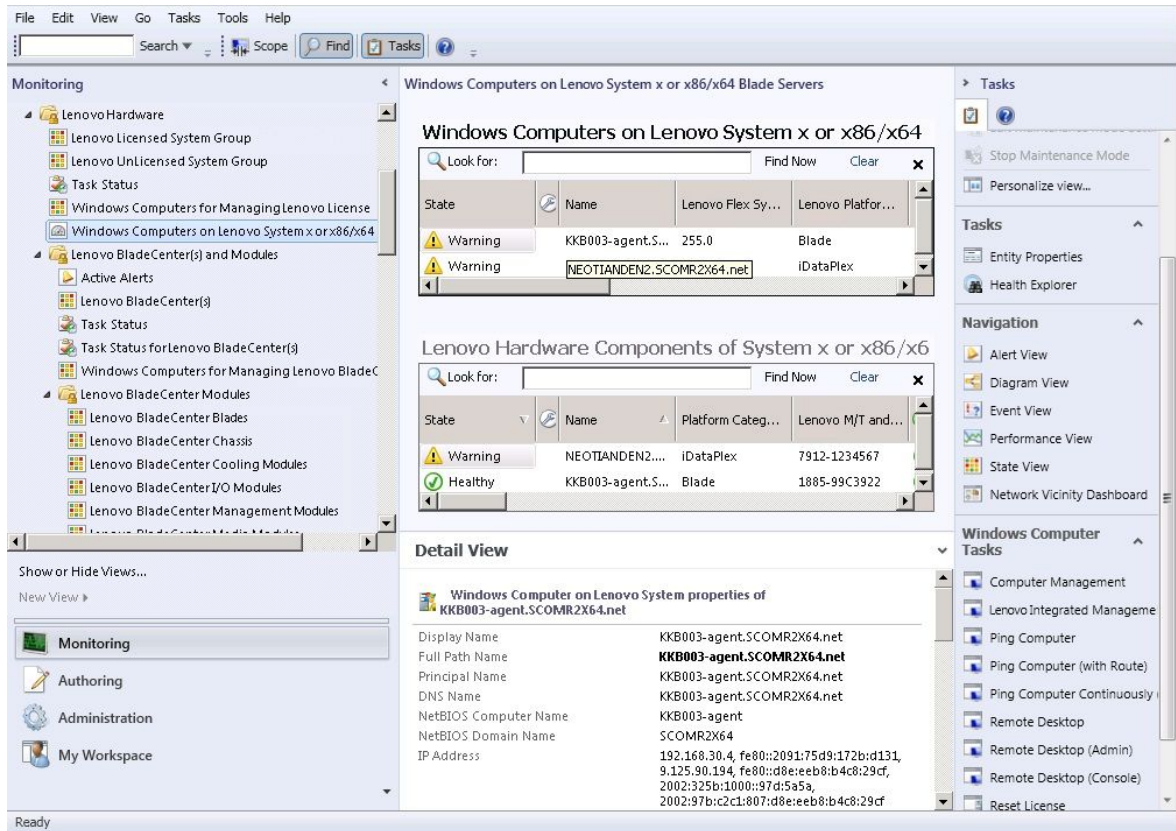 File Edit View Go Tasks Tools Help
Search Scope Find Tasks
Monitoring
Lenovo Hardware
Lenovo Licensed System Group
Lenovo UnLicensed System Group
Task Status
Windows Computers for Managing Lenovo License
Windows Computers on Lenovo System x or x86/x64
Lenovo BladeCenter(s) and Modules
Active Alerts
Lenovo BladeCenter(s)
Task Status
Task Status for Lenovo BladeCenter(s)
Windows Computers for Managing Lenovo BladeC
Lenovo BladeCenter Modules
Lenovo BladeCenter Blades
Lenovo BladeCenter Chassis
Lenovo BladeCenter Cooling Modules
Lenovo BladeCenter I/O Modules
Lenovo BladeCenter Management Modules
Show or Hide Views...
New View
Monitoring
Authoring
Administration
My Workspace
Windows Computers on Lenovo System x or x86/x64 Blade Servers
Windows Computers on Lenovo System x or x86/x64
Look for: Find Now Clear
State Name Lenovo Flex Sy... Lenovo Platfor...
Warning KKB003-agent.S... 255.0 Blade
Warning NEOTIANDEN2.SCOMR2X64.net iDataPlex
Lenovo Hardware Components of System x or x86/x6
Look for: Find Now Clear
State Name Platform Categ... Lenovo M/T and...
Warning NEOTIANDEN2.... iDataPlex 7912-1234567
Healthy KKB003-agent.S... Blade 1885-99C3922
Detail View
Windows Computer on Lenovo System properties of
KKB003-agent.SCOMR2X64.net
Display Name KKB003-agent.SCOMR2X64.net
Full Path Name KKB003-agent.SCOMR2X64.net
Principal Name KKB003-agent.SCOMR2X64.net
DNS Name KKB003-agent.SCOMR2X64.net
NetBIOS Computer Name KKB003-agent
NetBIOS Domain Name SCOMR2X64
IP Address 192.168.30.4, fe80::2091:75d9:172b:d131,
9.125.90.194, fe80::d8e:eeb8:b4c8:29cf,
2002:325b:1000::97d:5a5a,
2002:97b:c2c1:807:d8e:eeb8:b4c8:29cf
Tasks
Stop Maintenance Mode
Personalize view...
Tasks
Entity Properties
Health Explorer
Navigation
Alert View
Diagram View
Event View
Performance View
State View
Network Vicinity Dashboard
Windows Computer
Tasks
Computer Management
Lenovo Integrated Manageme
Ping Computer
Ping Computer (with Route)
Ping Computer Continuously (
Remote Desktop
Remote Desktop (Admin)
Remote Desktop (Console)
Reset License
Ready